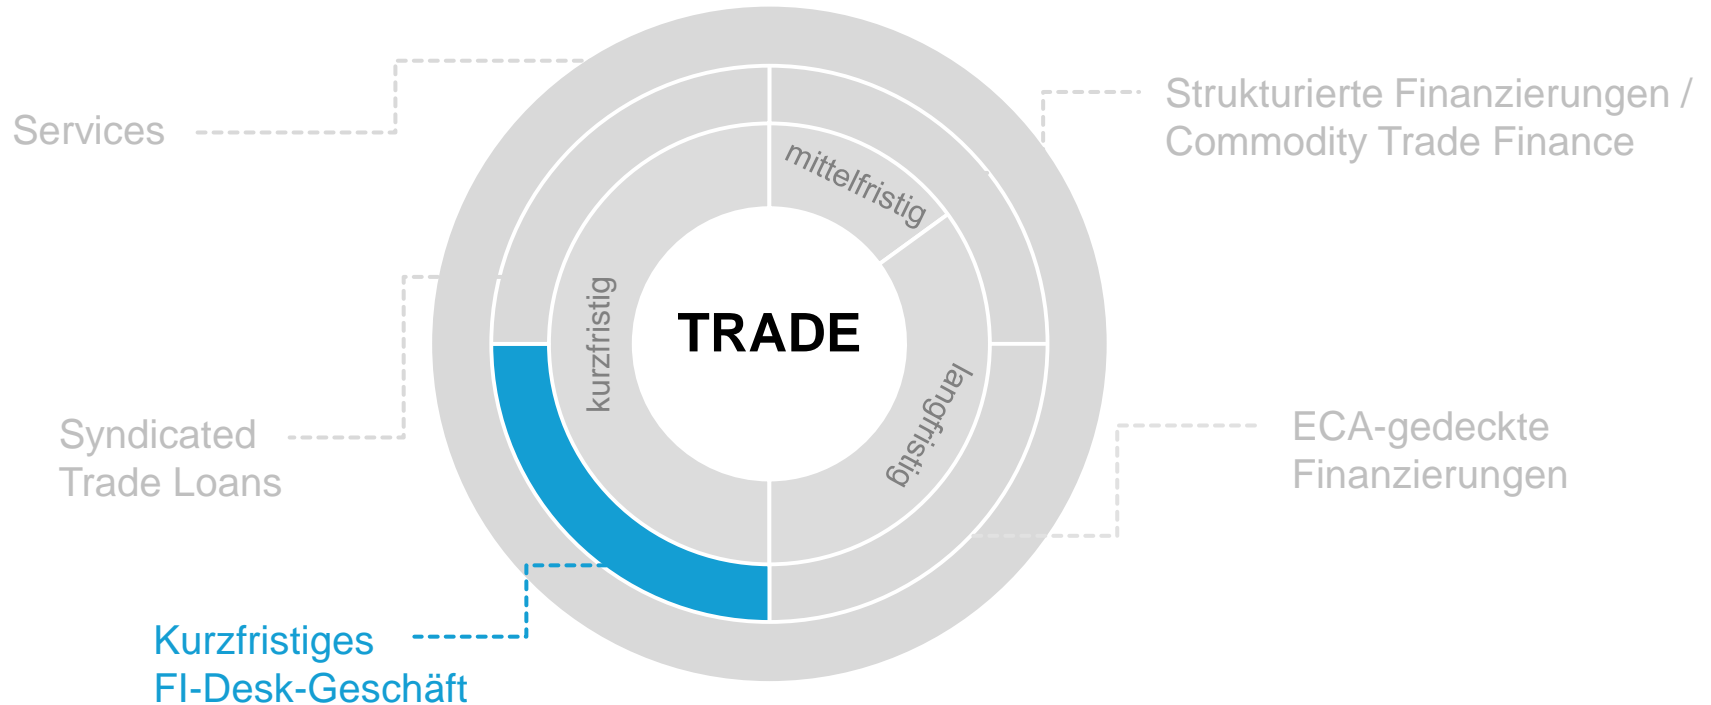 Services
Strukturierte Finanzierungen /
Commodity Trade Finance
mittelfristig
kurzfristig
TRADE
langfristig
Syndicated
Trade Loans
ECA-gedeckte
Finanzierungen
Kurzfristiges
FI-Desk-Geschäft